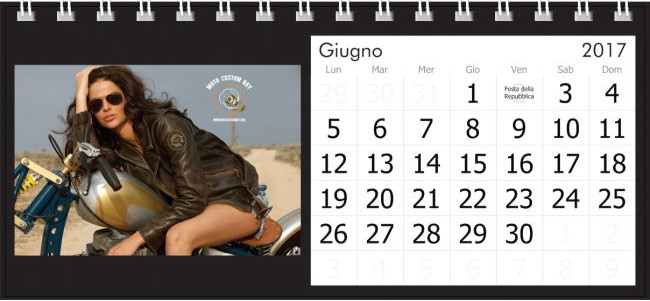 MOTO CUSTOM DAY
Giugno 2017
Lun Mar Mer Gio Ven Sab Dom
29 30 31 1 Festa della 3 4
Repubblica
5 6 7 8 9 10 11
12 13 14 15 16 17 18
19 20 21 22 23 24 25
26 27 28 29 30 1 2
3 4 5 6 7 8 9